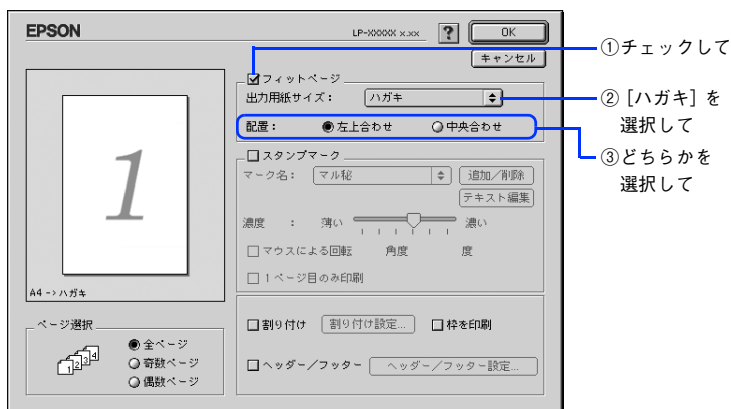 EPSON
LP-XXXXX x.xx
?
OK
キャンセル
フィットページ
出力用紙サイズ：
ハガキ
配置：
左上合わせ
中央合わせ
スタンプマーク
マーク名：
マル秘
追加／削除
テキスト編集
濃度 ：
薄い
濃い
マウスによる回転
角度
度
1ページ目のみ印刷
1
A4 -> ハガキ
ページ選択
1 2 3 4
全ページ
奇数ページ
偶数ページ
割り付け
割り付け設定...
枠を印刷
ヘッダー／フッター
ヘッダー／フッター設定...
①チェックして
②［ハガキ］を
選択して
③どちらかを
選択して